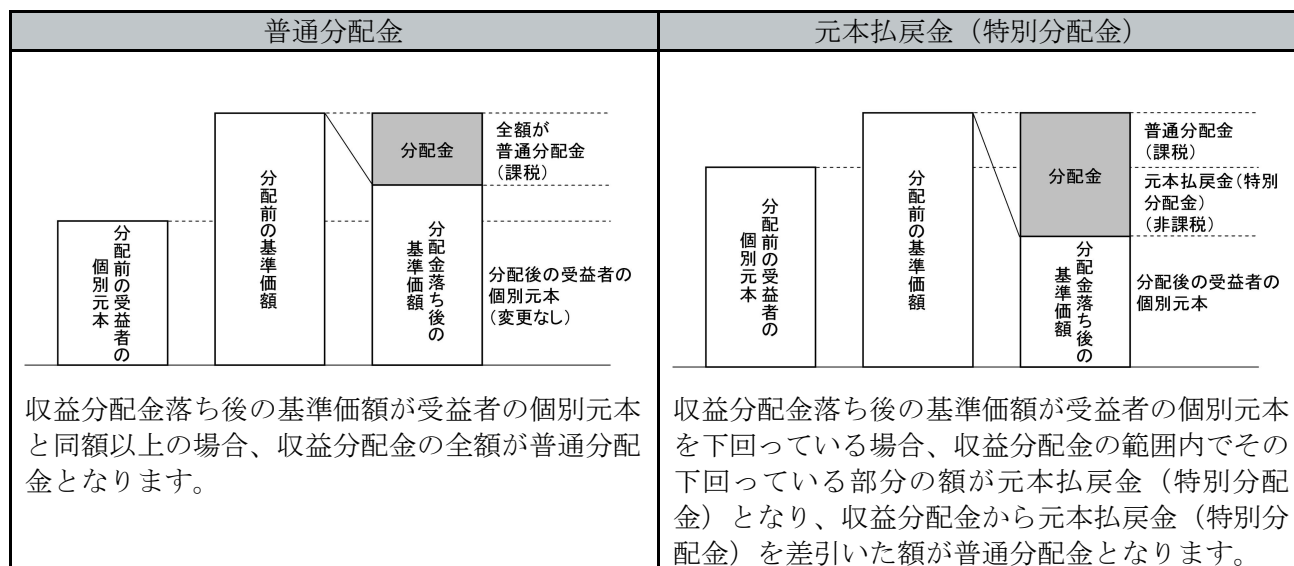 普通分配金
分配前の受益者の
個別元本
分配前の基準価額
分配金
分配金落ち後の
基準価額
全額が
普通分配金
(課税)
分配後の受益者の
個別元本
(変更なし)
収益分配金落ち後の基準価額が受益者の個別元本
と同額以上の場合、収益分配金の全額が普通分配
金となります。
元本払戻金（特別分配金）
分配前の受益者の
個別元本
分配前の基準価額
分配金
分配金落ち後の
基準価額
普通分配金
(課税)
元本払戻金(特別
分配金)
(非課税)
分配後の受益者の
個別元本
収益分配金落ち後の基準価額が受益者の個別元本
を下回っている場合、収益分配金の範囲内でその
下回っている部分の額が元本払戻金（特別分配
金）となり、収益分配金から元本払戻金（特別分
配金）を差引いた額が普通分配金となります。